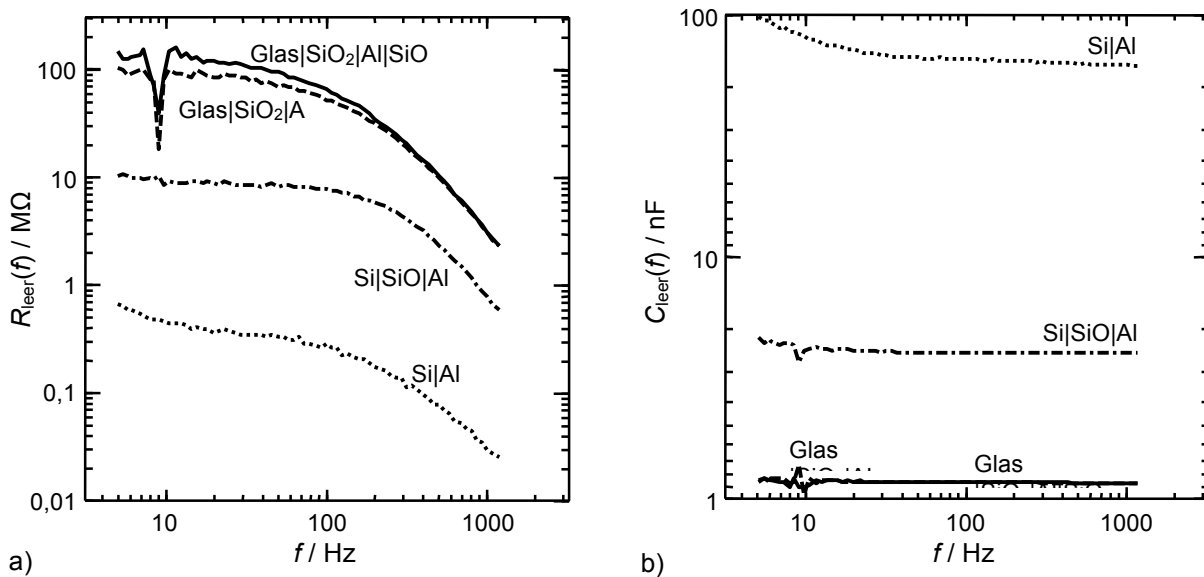 100
10
1
0,1
0,01
R_leer(f) / MΩ
Glas|SiO₂|Al|SiO
Glas|SiO₂|A
Si|SiO|Al
Si|Al
10 100 1000
f / Hz
a)
100
10
1
C_leer(f) / nF
Si|Al
Si|SiO|Al
Glas
Glas
10 100 1000
f / Hz
b)